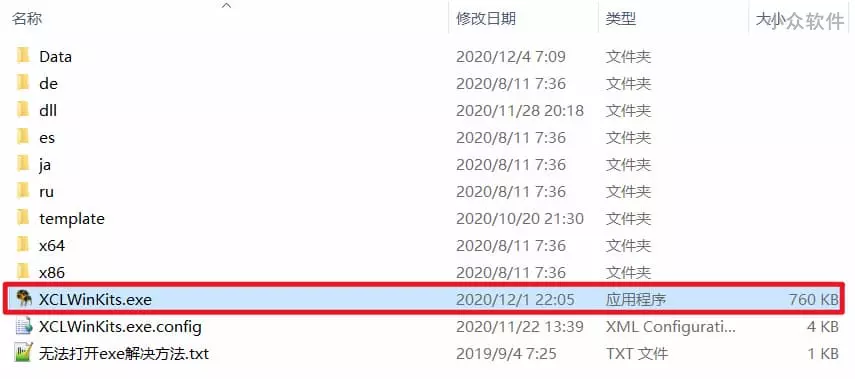 名称 修改日期 类型 大小 小众软件
Data 2020/12/4 7:09 文件夹
de 2020/8/11 7:36 文件夹
dll 2020/11/28 20:18 文件夹
es 2020/8/11 7:36 文件夹
ja 2020/8/11 7:36 文件夹
ru 2020/8/11 7:36 文件夹
template 2020/10/20 21:30 文件夹
x64 2020/8/11 7:36 文件夹
x86 2020/8/11 7:36 文件夹
XCLWinKits.exe 2020/12/1 22:05 应用程序 760 KB
XCLWinKits.exe.config 2020/11/22 13:39 XML Configurati... 4 KB
无法打开exe解决方法.txt 2019/9/4 7:25 TXT 文件 1 KB